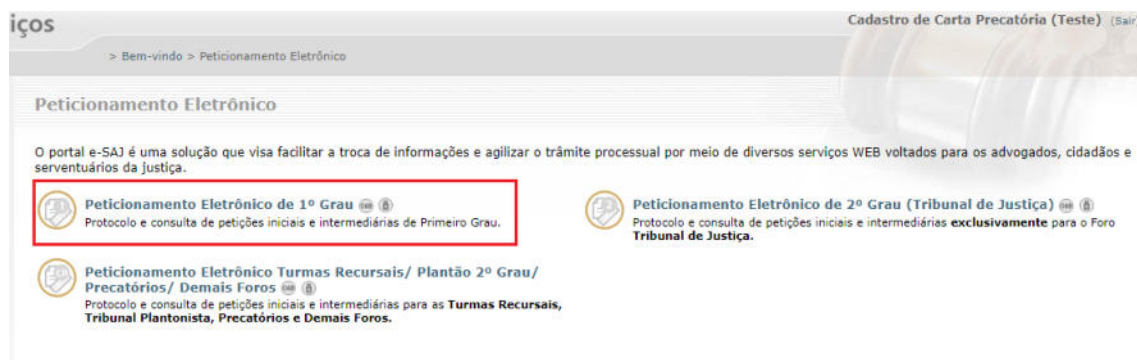 iços
Cadastro de Carta Precatória (Teste) (Sair)
> Bem-vindo > Peticionamento Eletrônico
Peticionamento Eletrônico
O portal e-SAJ é uma solução que visa facilitar a troca de informações e agilizar o trâmite processual por meio de diversos serviços WEB voltados para os advogados, cidadãos e
serventuários da justiça.
Peticionamento Eletrônico de 1º Grau
Protocolo e consulta de petições iniciais e intermediárias de Primeiro Grau.
Peticionamento Eletrônico de 2º Grau (Tribunal de Justiça)
Protocolo e consulta de petições iniciais e intermediárias exclusivamente para o Foro
Tribunal de Justiça.
Peticionamento Eletrônico Turmas Recursais/ Plantão 2º Grau/
Precatórios/ Demais Foros
Protocolo e consulta de petições iniciais e intermediárias para as Turmas Recursais,
Tribunal Plantonista, Precatórios e Demais Foros.